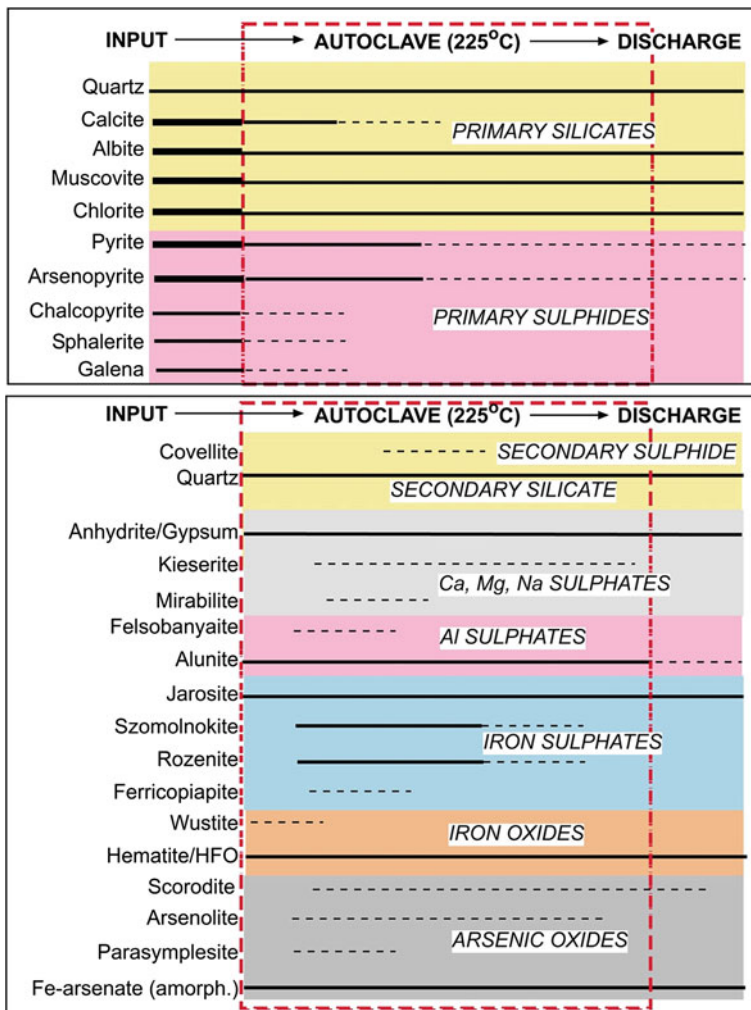 INPUT AUTOCLAVE (225°C) DISCHARGE
Quartz
Calcite
PRIMARY SILICATES
Albite
Muscovite
Chlorite
Pyrite
Arsenopyrite
Chalcopyrite
PRIMARY SULPHIDES
Sphalerite
Galena
INPUT AUTOCLAVE (225°C) DISCHARGE
Covellite
SECONDARY SULPHIDE
Quartz
SECONDARY SILICATE
Anhydrite/Gypsum
Kieserite
Ca, Mg, Na SULPHATES
Mirabilite
Felsobanyaite
Al SULPHATES
Alunite
Jarosite
Szomolnokite
IRON SULPHATES
Rozenite
Ferricopiapite
Wustite
IRON OXIDES
Hematite/HFO
Scorodite
Arsenolite
ARSENIC OXIDES
Parasymplesite
Fe-arsenate (amorph.)